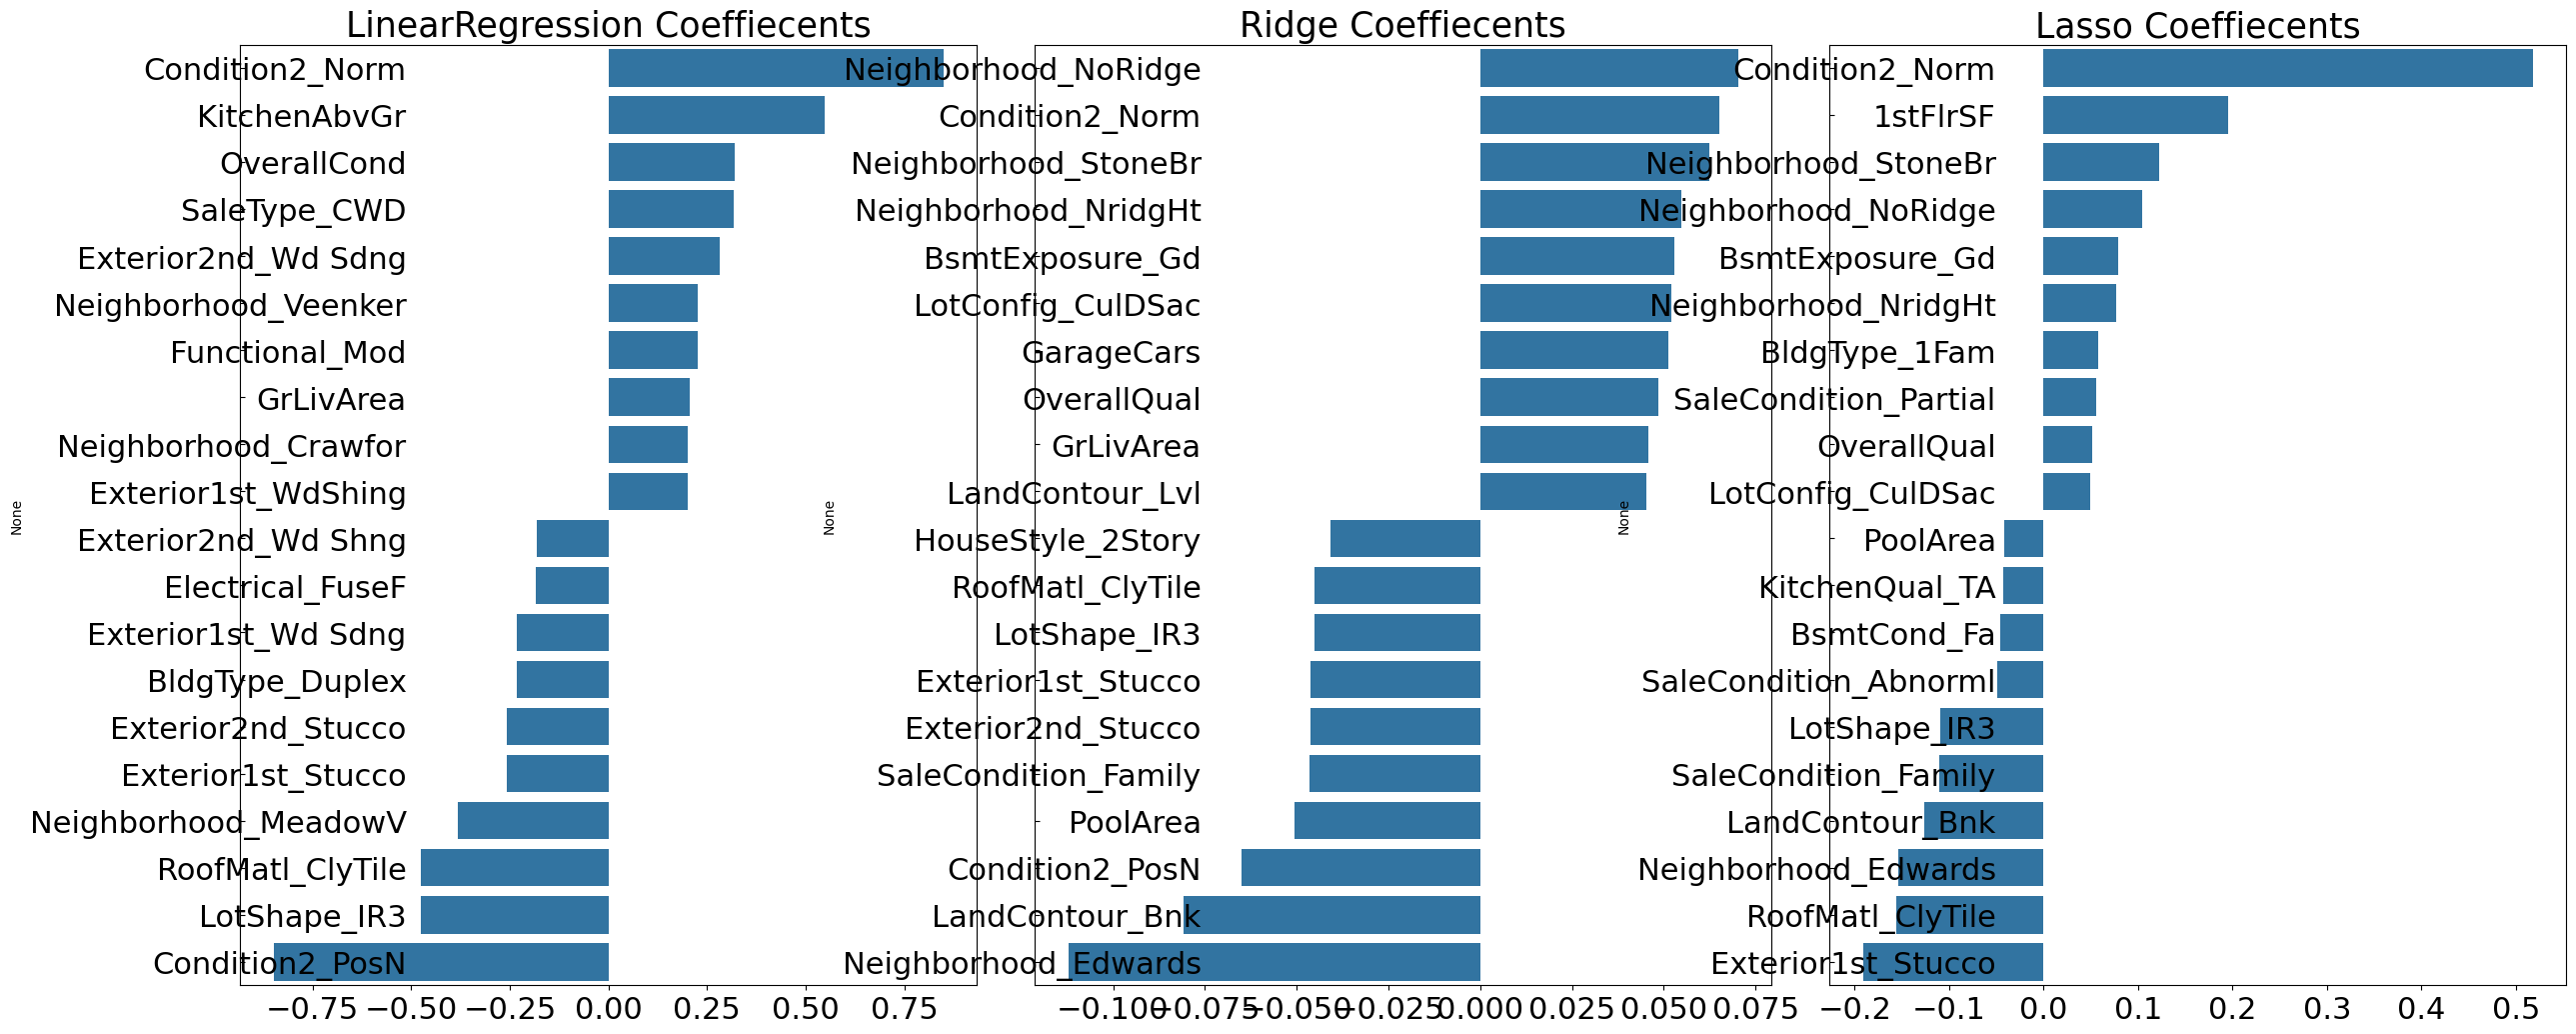 LinearRegression Coeffiecents
Condition2_Norm
KitchenAbvGr
OverallCond
SaleType_CWD
Exterior2nd_Wd Sdng
Neighborhood_Veenker
Functional_Mod
GrLivArea
Neighborhood_Crawfor
Exterior1st_WdShing
Exterior2nd_Wd Shng
Electrical_FuseF
Exterior1st_Wd Sdng
BldgType_Duplex
Exterior2nd_Stucco
Exterior1st_Stucco
Neighborhood_MeadowV
RoofMatl_ClyTile
LotShape_IR3
Condition2_PosN
None
−0.75 −0.50 −0.25 0.00 0.25 0.50 0.75
Ridge Coeffiecents
Neighborhood_NoRidge
Condition2_Norm
Neighborhood_StoneBr
Neighborhood_NridgHt
BsmtExposure_Gd
LotConfig_CulDSac
GarageCars
OverallQual
GrLivArea
LandContour_Lvl
HouseStyle_2Story
RoofMatl_ClyTile
LotShape_IR3
Exterior1st_Stucco
Exterior2nd_Stucco
SaleCondition_Family
PoolArea
Condition2_PosN
LandContour_Bnk
Neighborhood_Edwards
None
−0.100 −0.075 −0.050 −0.025 0.000 0.025 0.050 0.075
Lasso Coeffiecents
Condition2_Norm
1stFlrSF
Neighborhood_StoneBr
Neighborhood_NoRidge
BsmtExposure_Gd
Neighborhood_NridgHt
BldgType_1Fam
SaleCondition_Partial
OverallQual
LotConfig_CulDSac
PoolArea
KitchenQual_TA
BsmtCond_Fa
SaleCondition_Abnorml
LotShape_IR3
SaleCondition_Family
LandContour_Bnk
Neighborhood_Edwards
RoofMatl_ClyTile
Exterior1st_Stucco
None
−0.2 −0.1 0.0 0.1 0.2 0.3 0.4 0.5